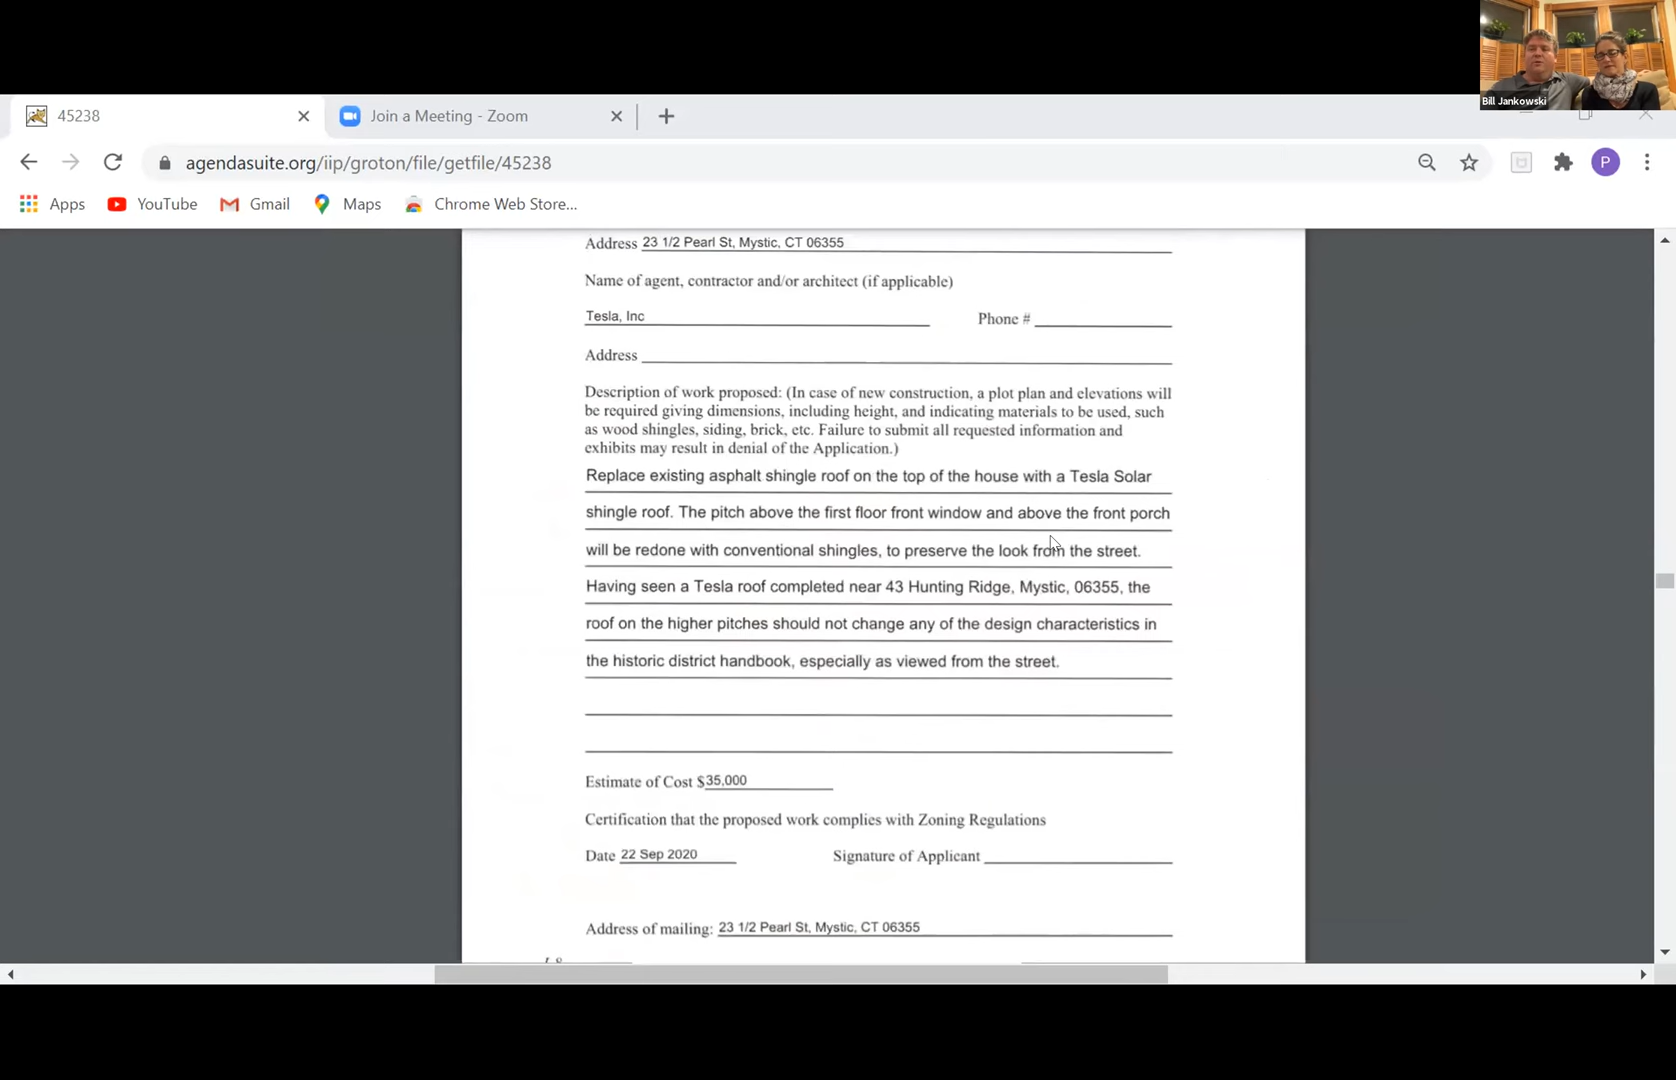 Bill Jankowski
45238
Join a Meeting - Zoom
agendasuite.org/iip/groton/file/getfile/45238
P
Apps
YouTube
Gmail
Maps
Chrome Web Store...
Address 23 1/2 Pearl St, Mystic, CT 06355
Name of agent, contractor and/or architect (if applicable)
Tesla, Inc Phone #
Address
Description of work proposed: (In case of new construction, a plot plan and elevations will
be required giving dimensions, including height, and indicating materials to be used, such
as wood shingles, siding, brick, etc. Failure to submit all requested information and
exhibits may result in denial of the Application.)
Replace existing asphalt shingle roof on the top of the house with a Tesla Solar
shingle roof. The pitch above the first floor front window and above the front porch
will be redone with conventional shingles, to preserve the look from the street.
Having seen a Tesla roof completed near 43 Hunting Ridge, Mystic, 06355, the
roof on the higher pitches should not change any of the design characteristics in
the historic district handbook, especially as viewed from the street.
Estimate of Cost $35,000
Certification that the proposed work complies with Zoning Regulations
Date 22 Sep 2020 Signature of Applicant
Address of mailing: 23 1/2 Pearl St, Mystic, CT 06355